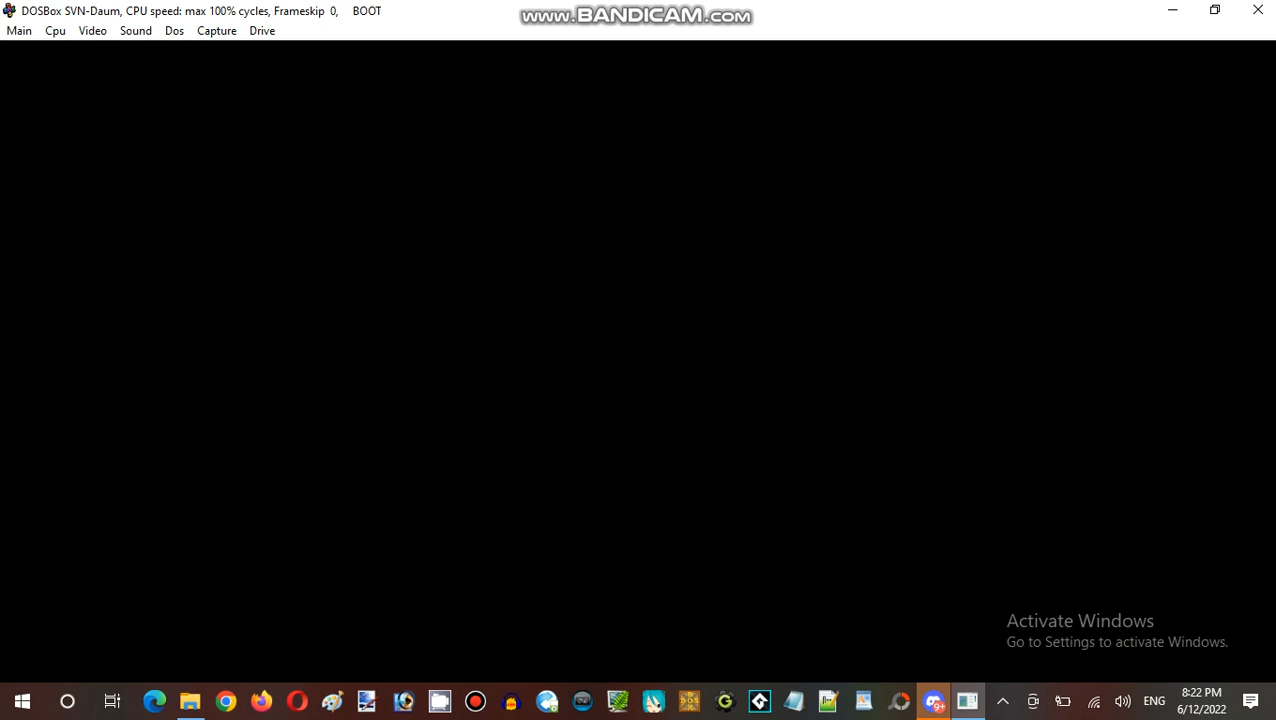 DOSBox SVN-Daum, CPU speed: max 100% cycles, Frameskip 0, BOOT
www.BANDICAM.com
Main Cpu Video Sound Dos Capture Drive
Activate Windows
Go to Settings to activate Windows.
9+
ENG
8:22 PM
6/12/2022